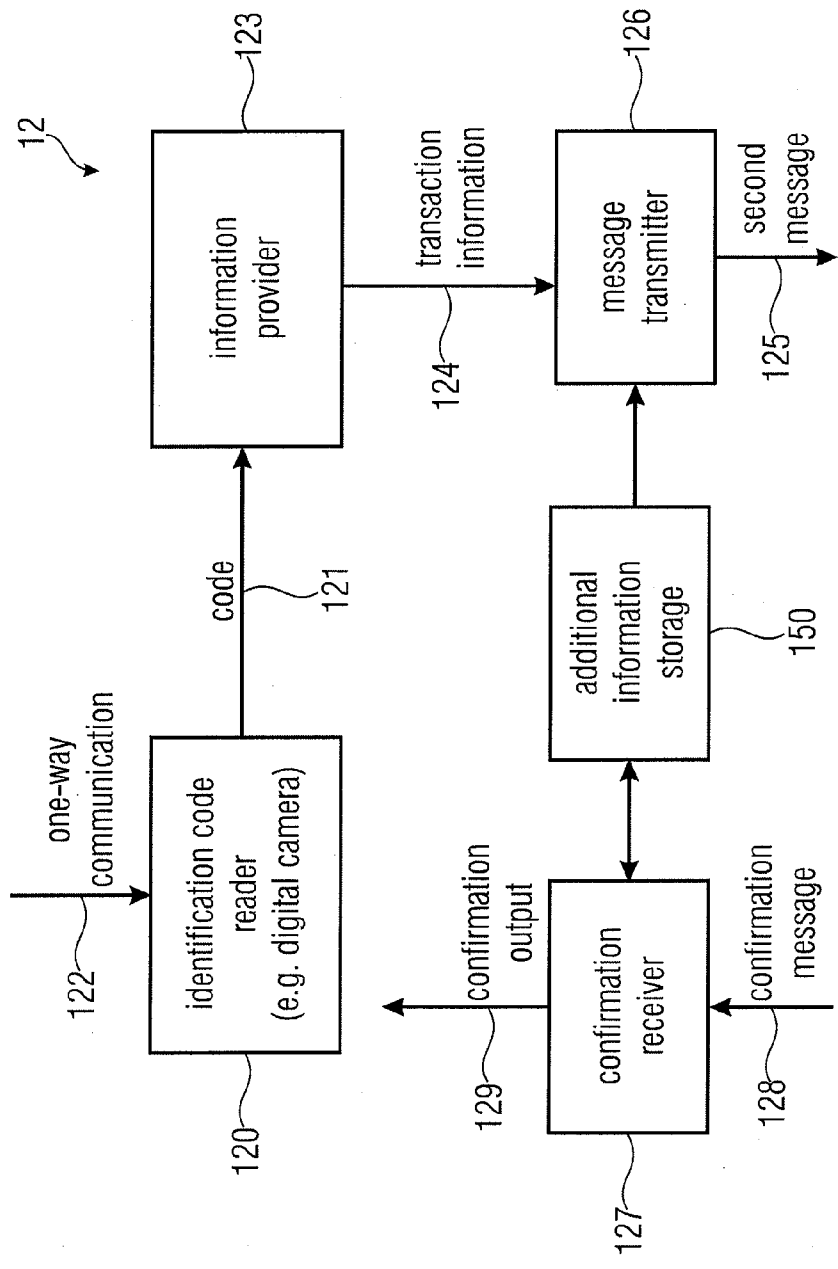 12
one-way
communication
122
identification code
reader
(e.g. digital camera)
120
code
121
information
provider
123
transaction
information
124
confirmation
output
129
confirmation
receiver
127
confirmation
message
128
additional
information
storage
150
message
transmitter
126
second
message
125